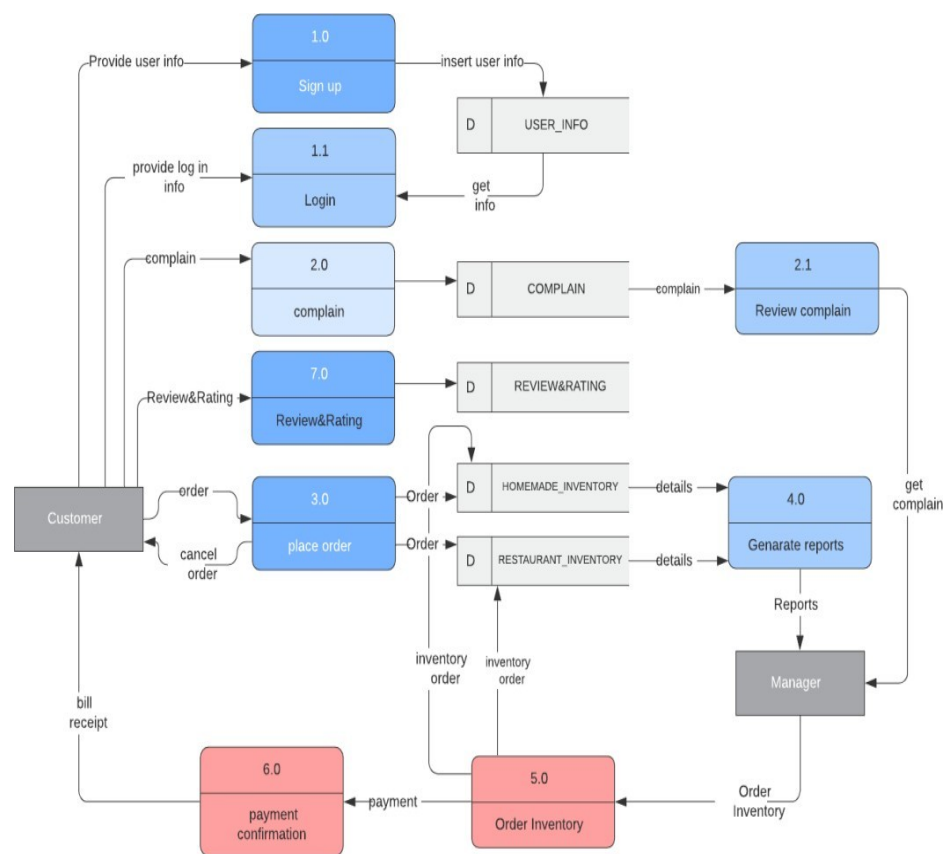 1.0
Provide user info
insert user info
Sign up
D
USER_INFO
1.1
provide log in
info
Login
get
info
complain
2.0
complain
D
COMPLAIN
complain
2.1
Review complain
7.0
Review&Rating
Review&Rating
D
REVIEW&RATING
get
complain
Customer
order
cancel
order
3.0
place order
Order
Order
D
HOMEMADE_INVENTORY
details
D
RESTAURANT_INVENTORY
details
4.0
Genarate reports
Reports
Manager
inventory
order
inventory
order
bill
receipt
6.0
payment
confirmation
payment
5.0
Order Inventory
Order
Inventory